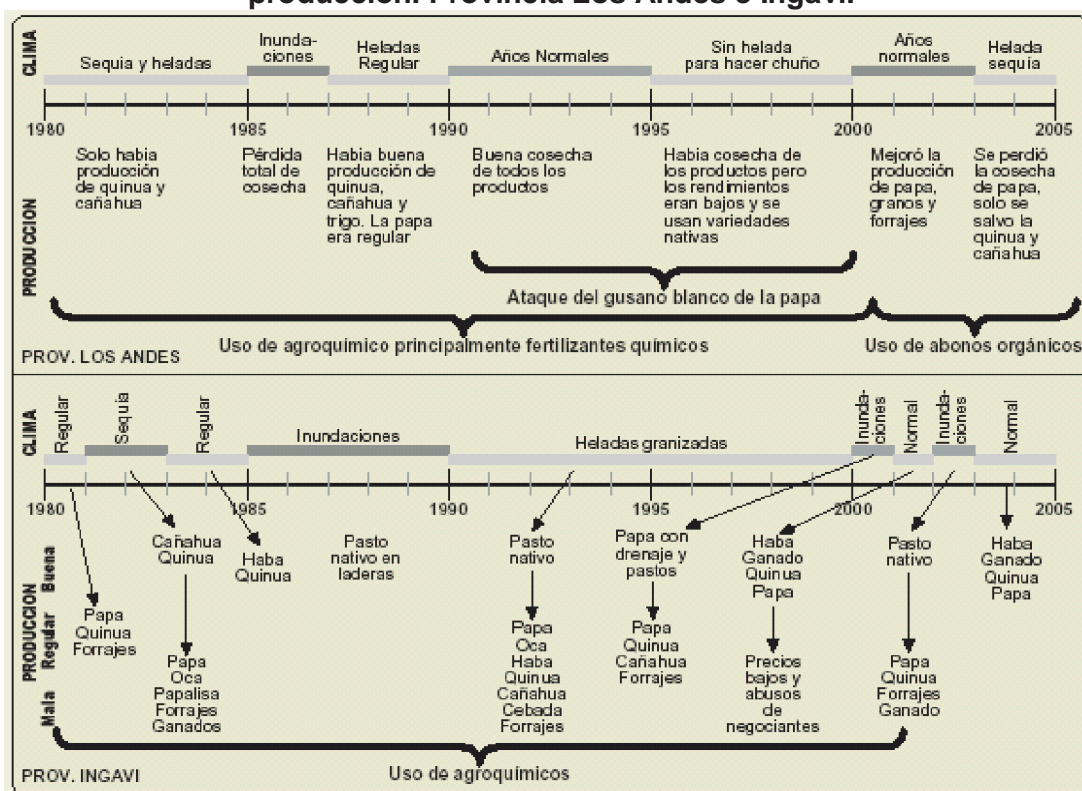 producción. Provincia Los Andes e Ingavi.
CLIMA
Sequia y heladas
Inunda-
ciones
Heladas
Regular
Años Normales
Sin helada
para hacer chuño
Años
normales
Helada
sequía
1980
1985
1990
1995
2000
2005
PRODUCCION
Solo habia
producción
de quinua y
cañahua
Pérdida
total de
cosecha
Habia buena
producción de
quinua,
cañahua y
trigo. La papa
era regular
Buena cosecha
de todos los
productos
Habia cosecha de
los productos pero
los rendimientos
eran bajos y se
usan variedades
nativas
Mejoró la
producción
de papa,
granos y
forrajes
Se perdió
la cosecha
de papa,
solo se
salvo la
quinua y
cañahua
Ataque del gusano blanco de la papa
Uso de agroquímico principalmente fertilizantes químicos
Uso de abonos orgánicos
PROV. LOS ANDES
CLIMA
Regular
Sequía
Regular
Inundaciones
Heladas granizadas
Inunda-
ciones
Normal
Inunda-
ciones
Normal
1980
1985
1990
1995
2000
2005
PRODUCCION
Mala Regular Buena
Papa
Quinua
Forrajes
Cañahua
Quinua
Papa
Oca
Papalisa
Forrajes
Ganados
Haba
Quinua
Pasto
nativo en
laderas
Pasto
nativo
Papa
Oca
Haba
Quinua
Cañahua
Cebada
Forrajes
Papa con
drenaje y
pastos
Papa
Quinua
Cañahua
Forrajes
Haba
Ganado
Quinua
Papa
Precios
bajos y
abusos
de
negociantes
Pasto
nativo
Papa
Quinua
Forrajes
Ganado
Haba
Ganado
Quinua
Papa
Uso de agroquímicos
PROV. INGAVI